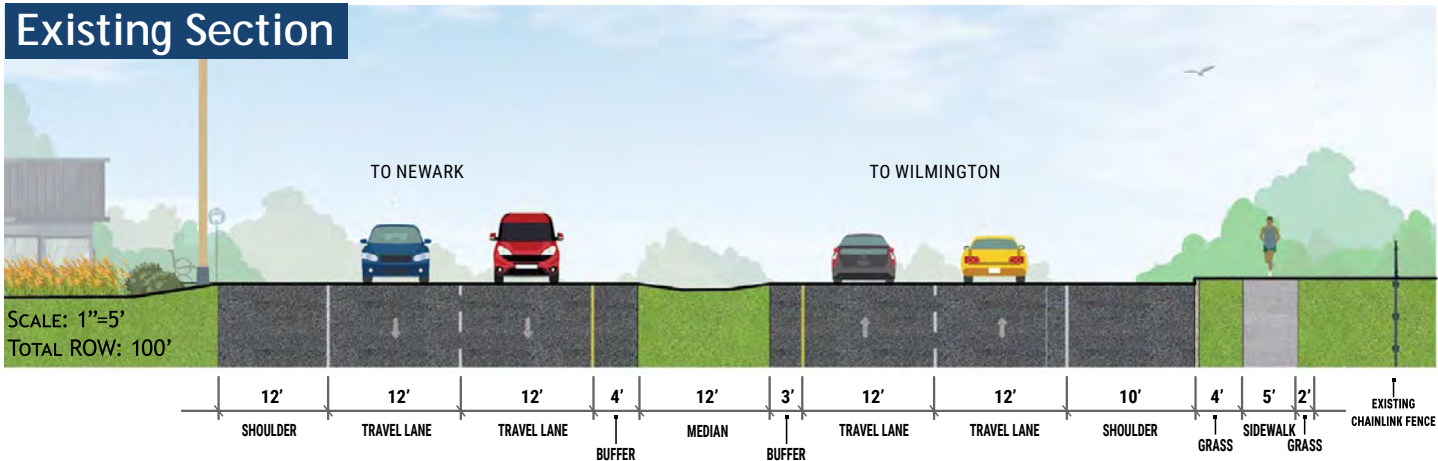 Existing Section
TO NEWARK
TO WILMINGTON
SCALE: 1”=5’
TOTAL ROW: 100’
12’ 12’ 12’ 4’ 12’ 3’ 12’ 12’ 10’ 4’ 5’ 2’
SHOULDER TRAVEL LANE TRAVEL LANE BUFFER MEDIAN BUFFER TRAVEL LANE TRAVEL LANE SHOULDER GRASS SIDEWALK GRASS
EXISTING
CHAINLINK FENCE